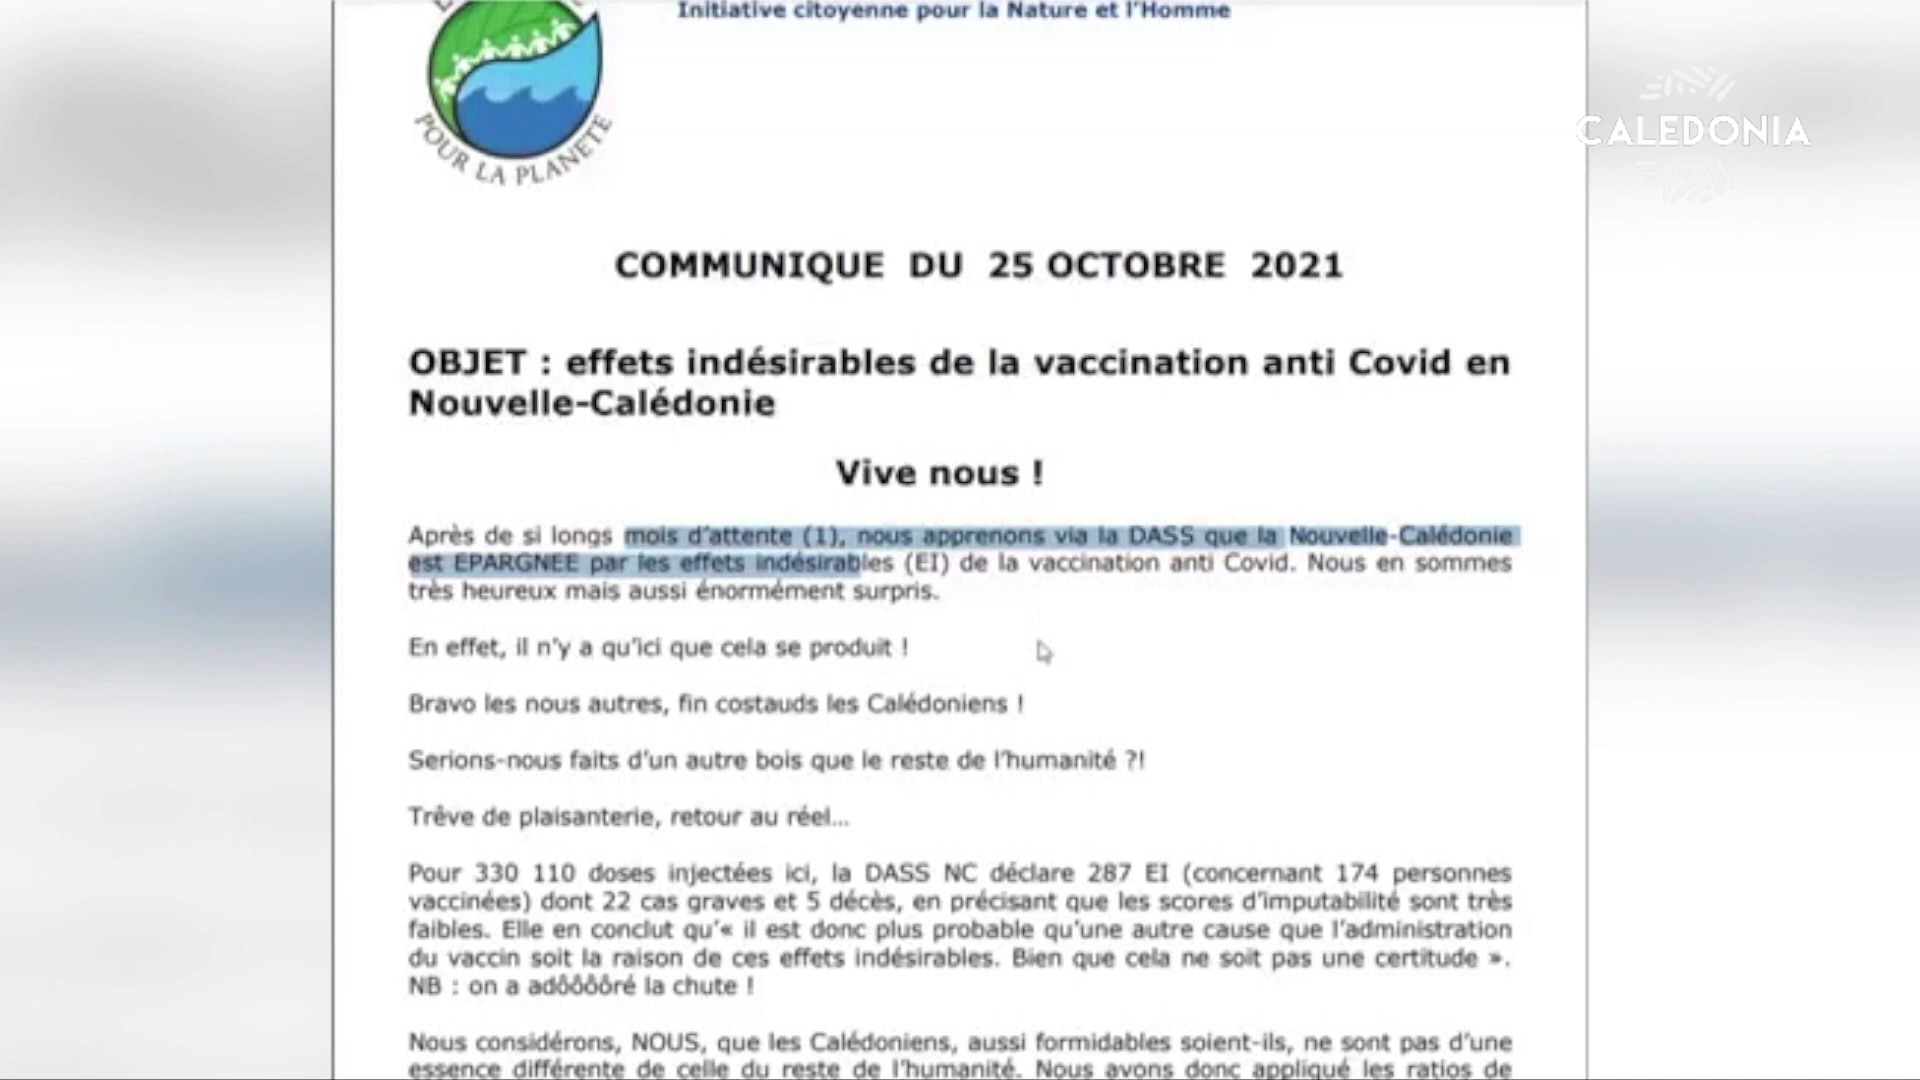 Initiative citoyenne pour la Nature et l'Homme
POUR LA PLANETE
CALEDONIA
COMMUNIQUE DU 25 OCTOBRE 2021
OBJET : effets indésirables de la vaccination anti Covid en
Nouvelle-Calédonie
Vive nous !
Après de si longs mois d'attente (1), nous apprenons via la DASS que la Nouvelle-Calédonie
est EPARGNEE par les effets indésirables (EI) de la vaccination anti Covid. Nous en sommes
très heureux mais aussi énormément surpris.
En effet, il n'y a qu'ici que cela se produit !
Bravo les nous autres, fin costauds les Calédoniens !
Serions-nous faits d'un autre bois que le reste de l'humanité ?!
Trêve de plaisanterie, retour au réel...
Pour 330 110 doses injectées ici, la DASS NC déclare 287 EI (concernant 174 personnes
vaccinées) dont 22 cas graves et 5 décès, en précisant que les scores d'imputabilité sont très
faibles. Elle en conclut qu'« il est donc plus probable qu'une autre cause que l'administration
du vaccin soit la raison de ces effets indésirables. Bien que cela ne soit pas une certitude ».
NB : on a adôôôôré la chute !
Nous considérons, NOUS, que les Calédoniens, aussi formidables soient-ils, ne sont pas d'une
essence différente de celle du reste de l'humanité. Nous avons donc appliqué les ratios de